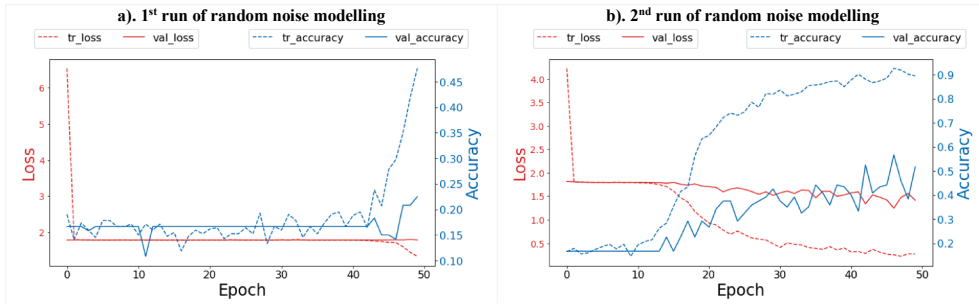 a). 1st run of random noise modelling
tr_loss val_loss tr_accuracy val_accuracy
6
5
4
3
2
Loss
0.45
0.40
0.35
0.30
0.25
0.20
0.15
0.10
Accuracy
0 10 20 30 40 50
Epoch
b). 2nd run of random noise modelling
tr_loss val_loss tr_accuracy val_accuracy
4.0
3.5
3.0
2.5
2.0
1.5
1.0
0.5
Loss
0.9
0.8
0.7
0.6
0.5
0.4
0.3
0.2
Accuracy
0 10 20 30 40 50
Epoch